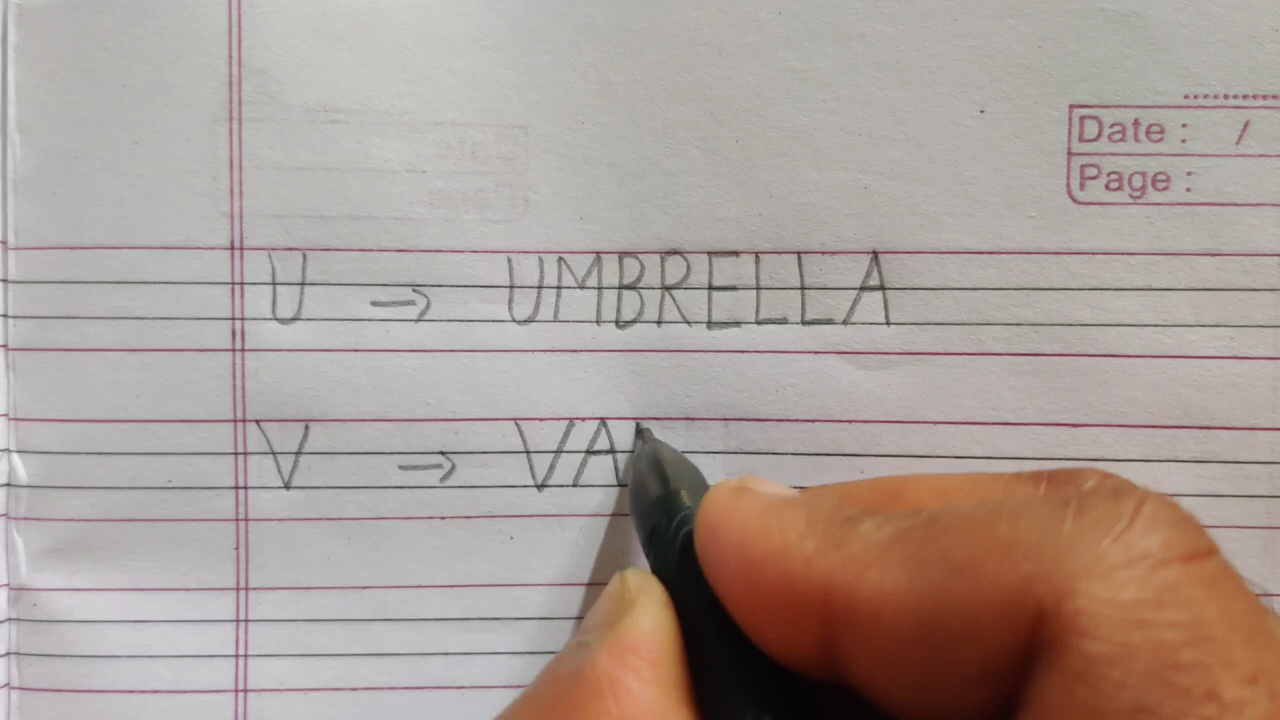 Date : /
Page :
U → UMBRELLA
V → VA